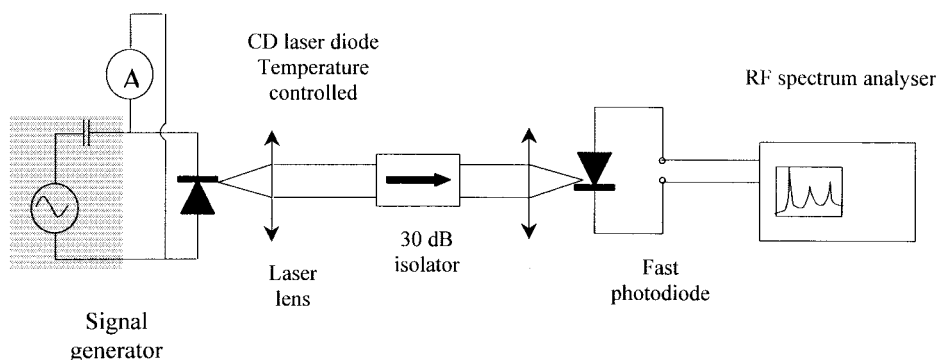 CD laser diode
Temperature
controlled
A
RF spectrum analyser
30 dB
isolator
Laser
lens
Fast
photodiode
Signal
generator